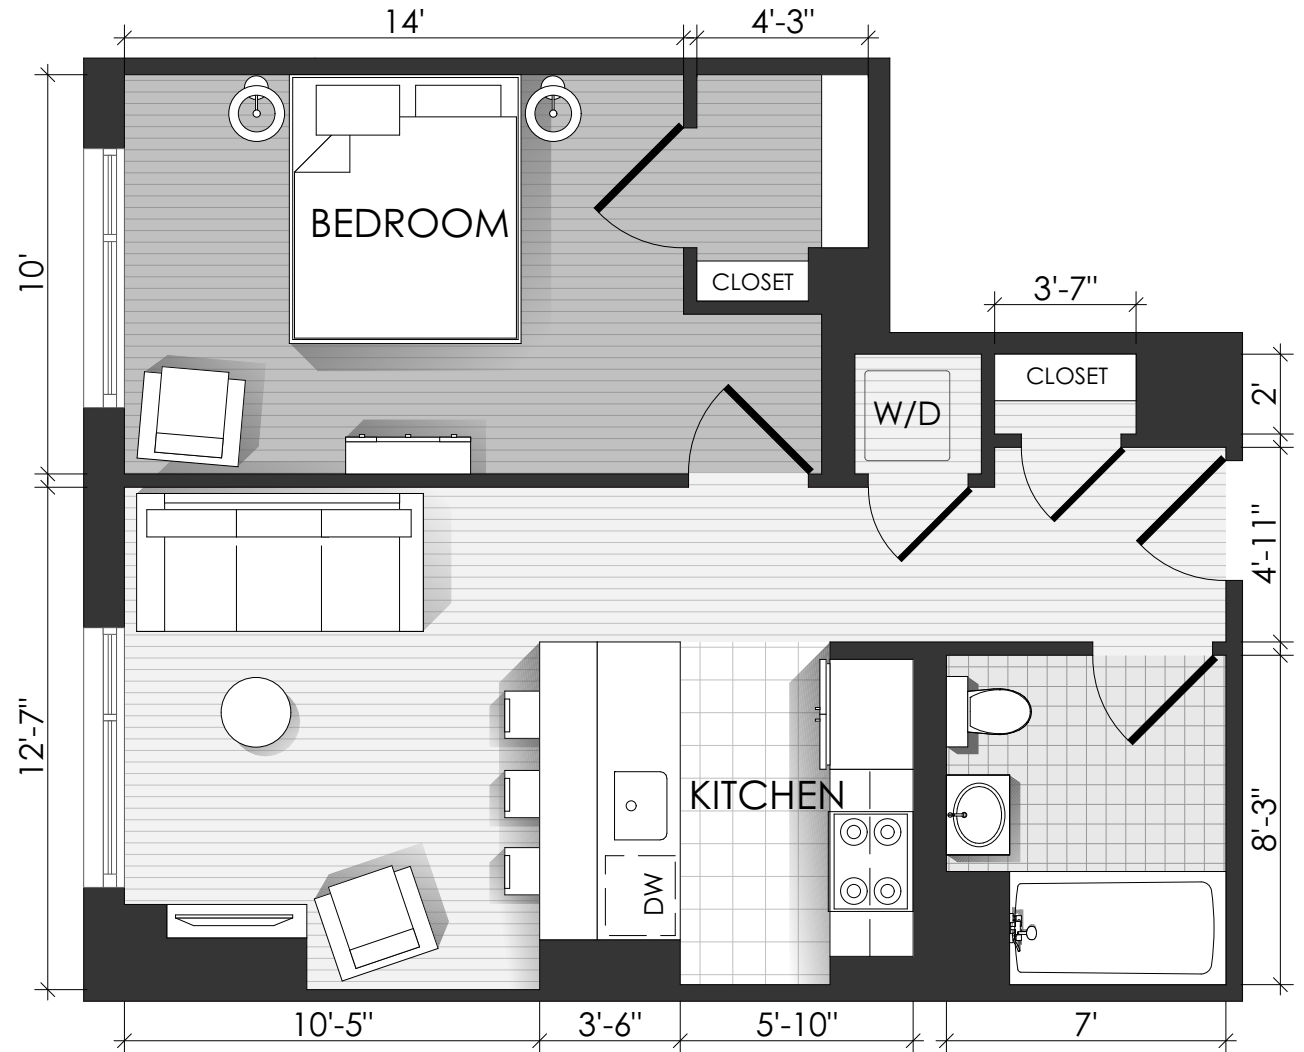 14'
4'-3"
10'
BEDROOM
CLOSET
3'-7"
CLOSET
2'
W/D
4'-11"
12'-7"
KITCHEN
8'-3"
DW
10'-5"
3'-6"
5'-10"
7'